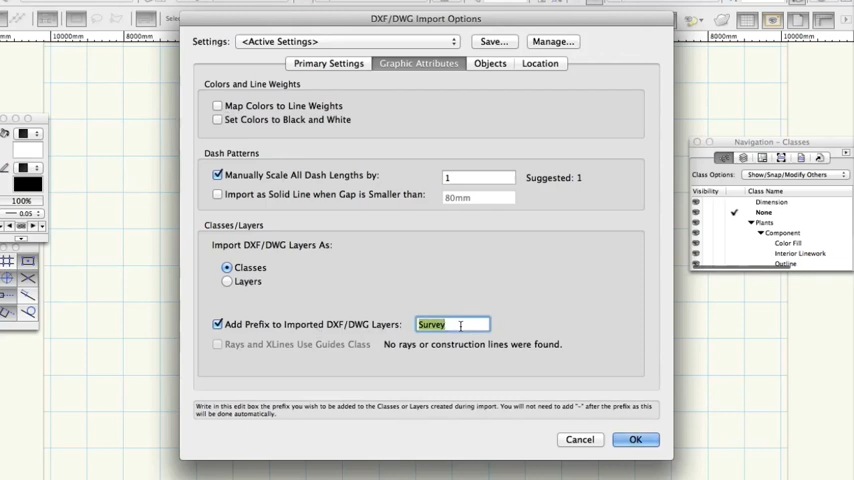 DXF/DWG Import Options
Settings: <Active Settings> Save... Manage...
Primary Settings Graphic Attributes Objects Location
Colors and Line Weights
Map Colors to Line Weights
Set Colors to Black and White
Dash Patterns
Manually Scale All Dash Lengths by: 1 Suggested: 1
Import as Solid Line when Gap is Smaller than: 80mm
Classes/Layers
Import DXF/DWG Layers As:
Classes
Layers
Add Prefix to Imported DXF/DWG Layers: Survey
Rays and XLines Use Guides Class No rays or construction lines were found.
Write in this edit box the prefix you wish to be added to the Classes or Layers created during import. You will not need to add "-" after the prefix as this
will be done automatically.
Cancel OK
10000mm 8000mm
8000mm 10000mm
100%
0.05
Navigation - Classes
Class Options: Show/Snap/Modify Others
Visibility Class Name
Dimension
None
Plants
Component
Color Fill
Interior Linework
Outline